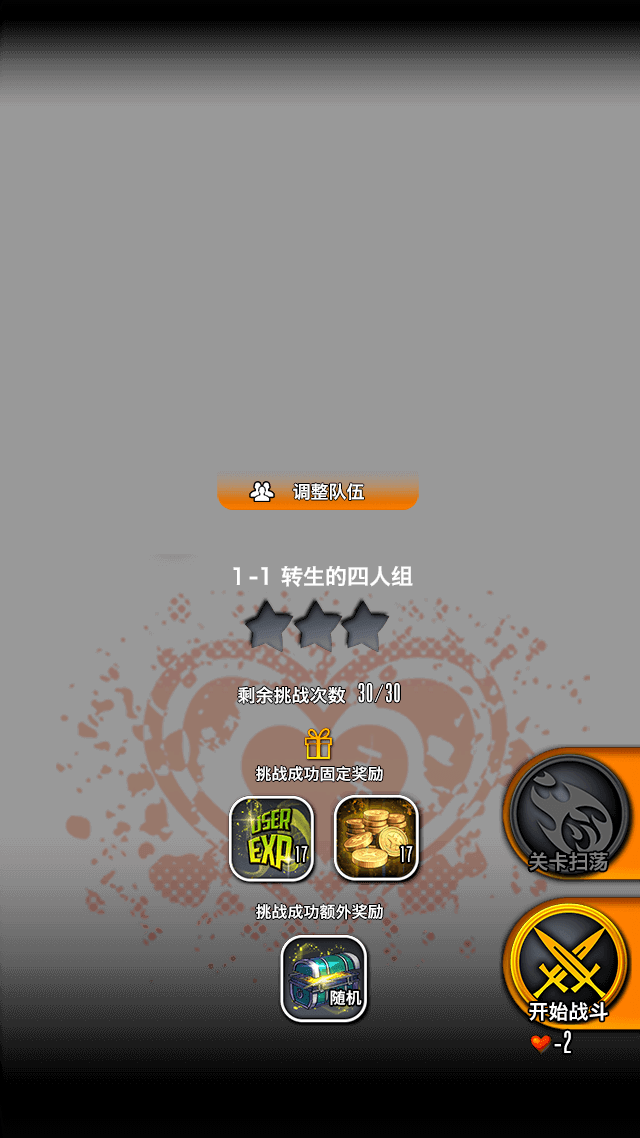 调整队伍
1-1 转生的四人组
剩余挑战次数 30/30
挑战成功固定奖励
USER
EXP
17
17
关卡扫荡
挑战成功额外奖励
随机
开始战斗
-2